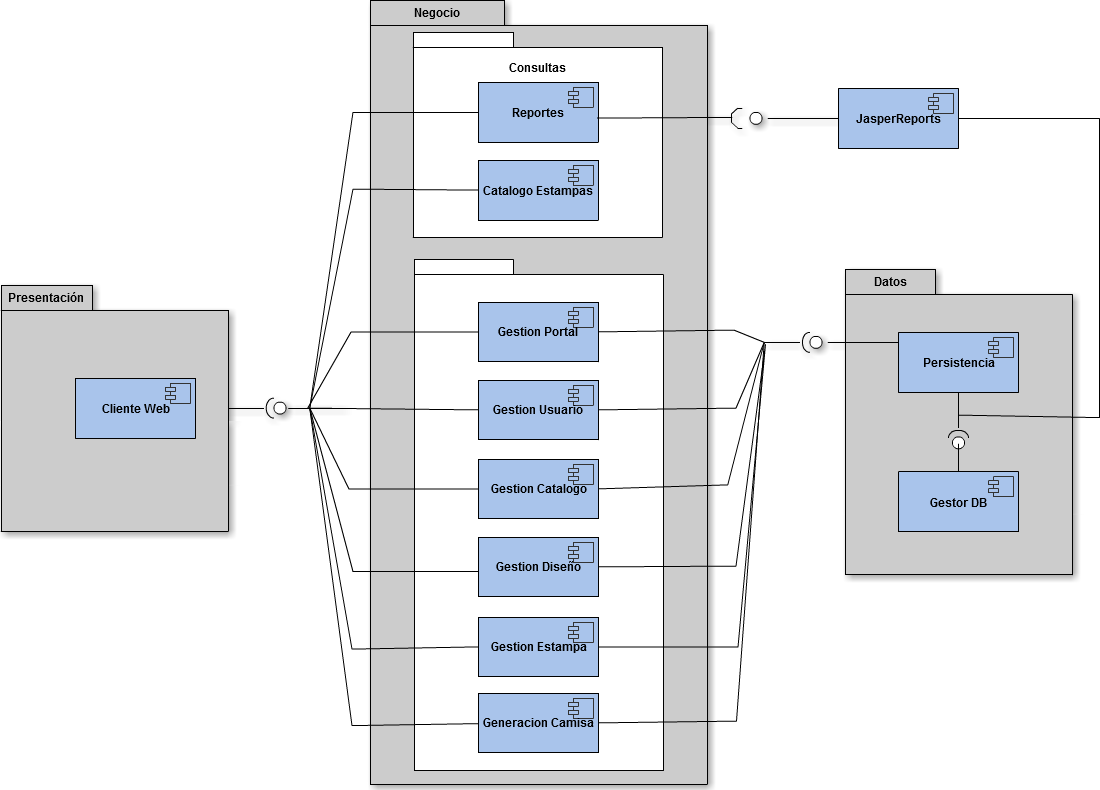 Negocio
Consultas
Reportes
JasperReports
Catalogo Estampas
Presentación
Datos
Gestion Portal
Persistencia
Cliente Web
Gestion Usuario
Gestion Catalogo
Gestor DB
Gestion Diseño
Gestion Estampa
Generacion Camisa